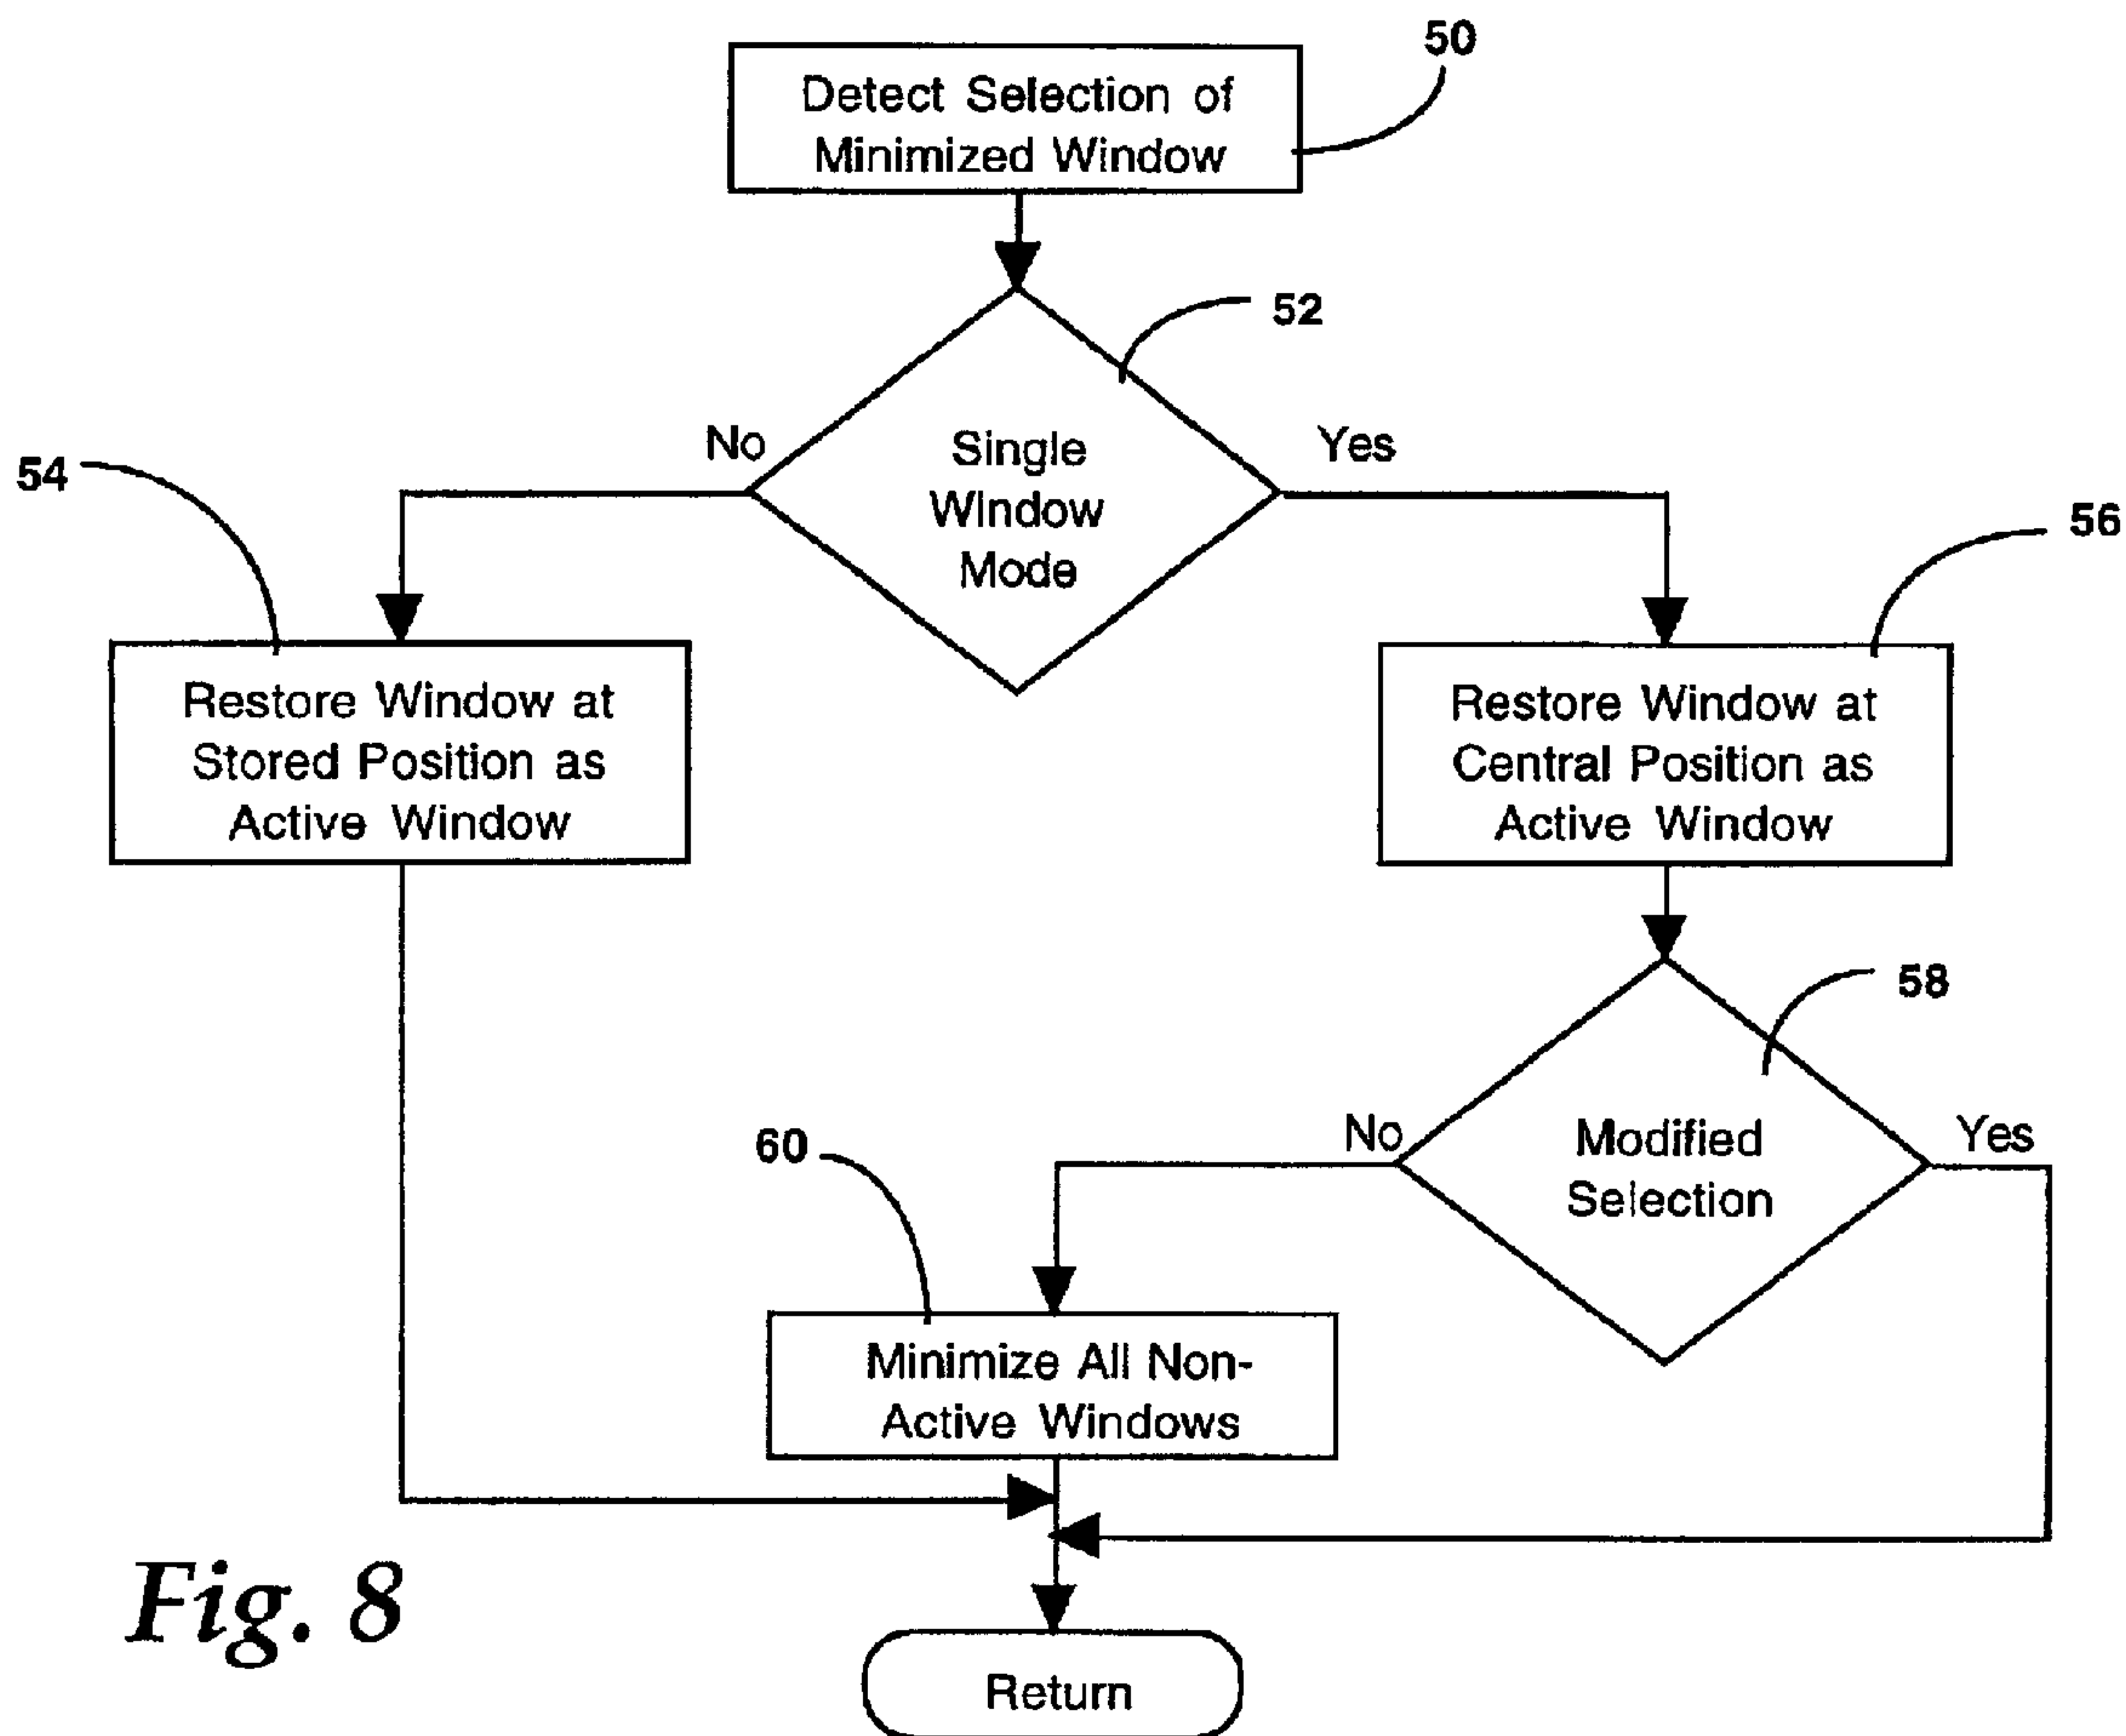 50
Detect Selection of
Minimized Window
52
No
Single
Window
Mode
Yes
54
56
Restore Window at
Stored Position as
Active Window
Restore Window at
Central Position as
Active Window
58
60
No
Modified
Selection
Yes
Minimize All Non-
Active Windows
Fig. 8
Return